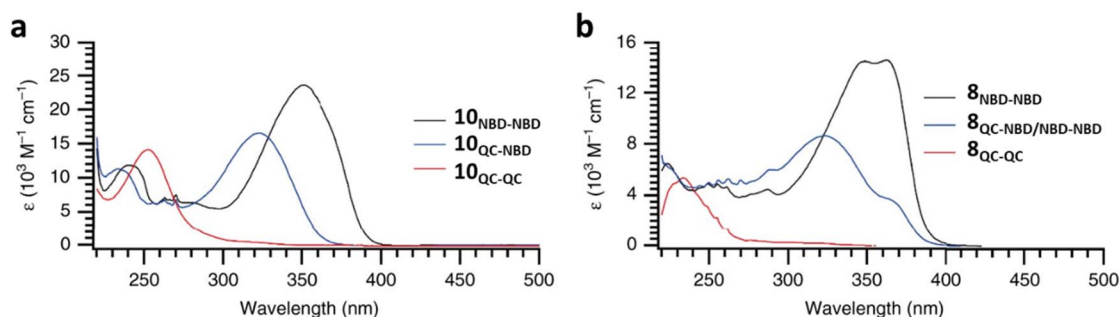 a
ε (10³ M⁻¹ cm⁻¹)
30
25
20
15
10
5
0
250
300
350
400
450
500
Wavelength (nm)
10NBD-NBD
10QC-NBD
10QC-QC
b
ε (10³ M⁻¹ cm⁻¹)
16
12
8
4
0
250
300
350
400
450
500
Wavelength (nm)
8NBD-NBD
8QC-NBD/NBD-NBD
8QC-QC